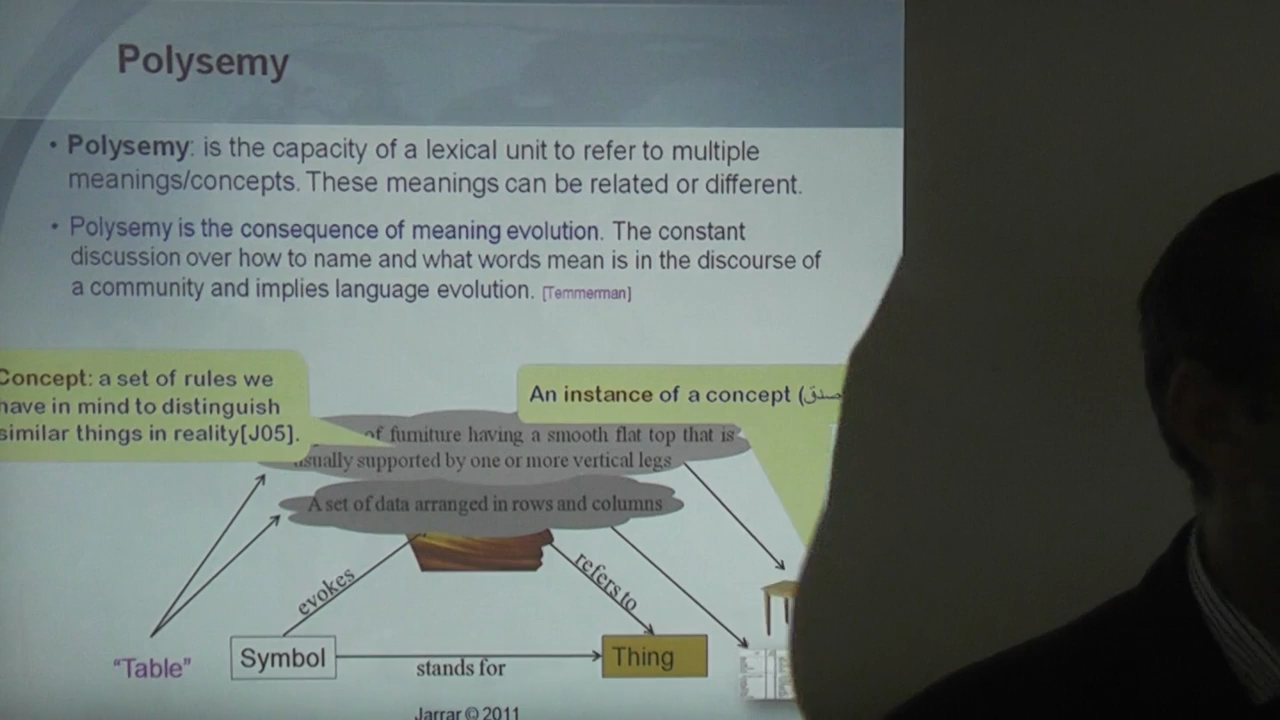 Polysemy
• Polysemy: is the capacity of a lexical unit to refer to multiple
meanings/concepts. These meanings can be related or different.
• Polysemy is the consequence of meaning evolution. The constant
discussion over how to name and what words mean is in the discourse of
a community and implies language evolution. [Temmerman]
Concept: a set of rules we
have in mind to distinguish
similar things in reality[J05].
An instance of a concept (
of furniture having a smooth flat top that is
usually supported by one or more vertical legs
A set of data arranged in rows and columns
evokes
refers to
"Table"
Symbol
stands for
Thing
Jarrar © 2011